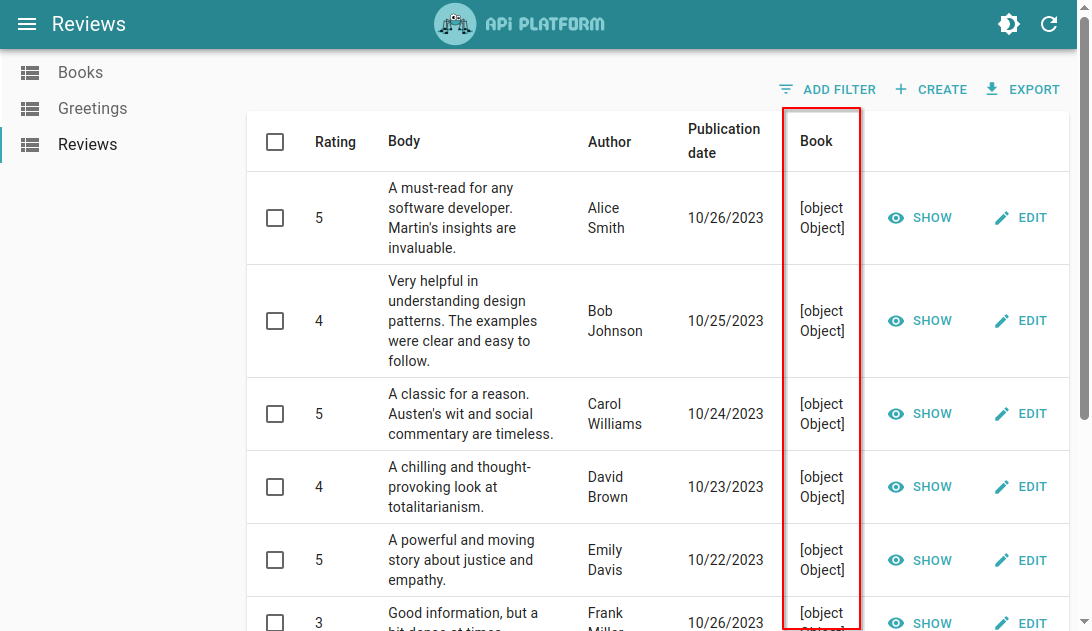 Reviews
API PLATFORM
Books
Greetings
Reviews
ADD FILTER
CREATE
EXPORT
Rating
Body
Author
Publication
date
Book
5
A must-read for any
software developer.
Martin's insights are
invaluable.
Alice
Smith
10/26/2023
[object
Object]
SHOW
EDIT
4
Very helpful in
understanding design
patterns. The examples
were clear and easy to
follow.
Bob
Johnson
10/25/2023
[object
Object]
SHOW
EDIT
5
A classic for a reason.
Austen's wit and social
commentary are timeless.
Carol
Williams
10/24/2023
[object
Object]
SHOW
EDIT
4
A chilling and thought-
provoking look at
totalitarianism.
David
Brown
10/23/2023
[object
Object]
SHOW
EDIT
5
A powerful and moving
story about justice and
empathy.
Emily
Davis
10/22/2023
[object
Object]
SHOW
EDIT
3
Good information, but a
Frank
10/26/2023
[object
SHOW
EDIT